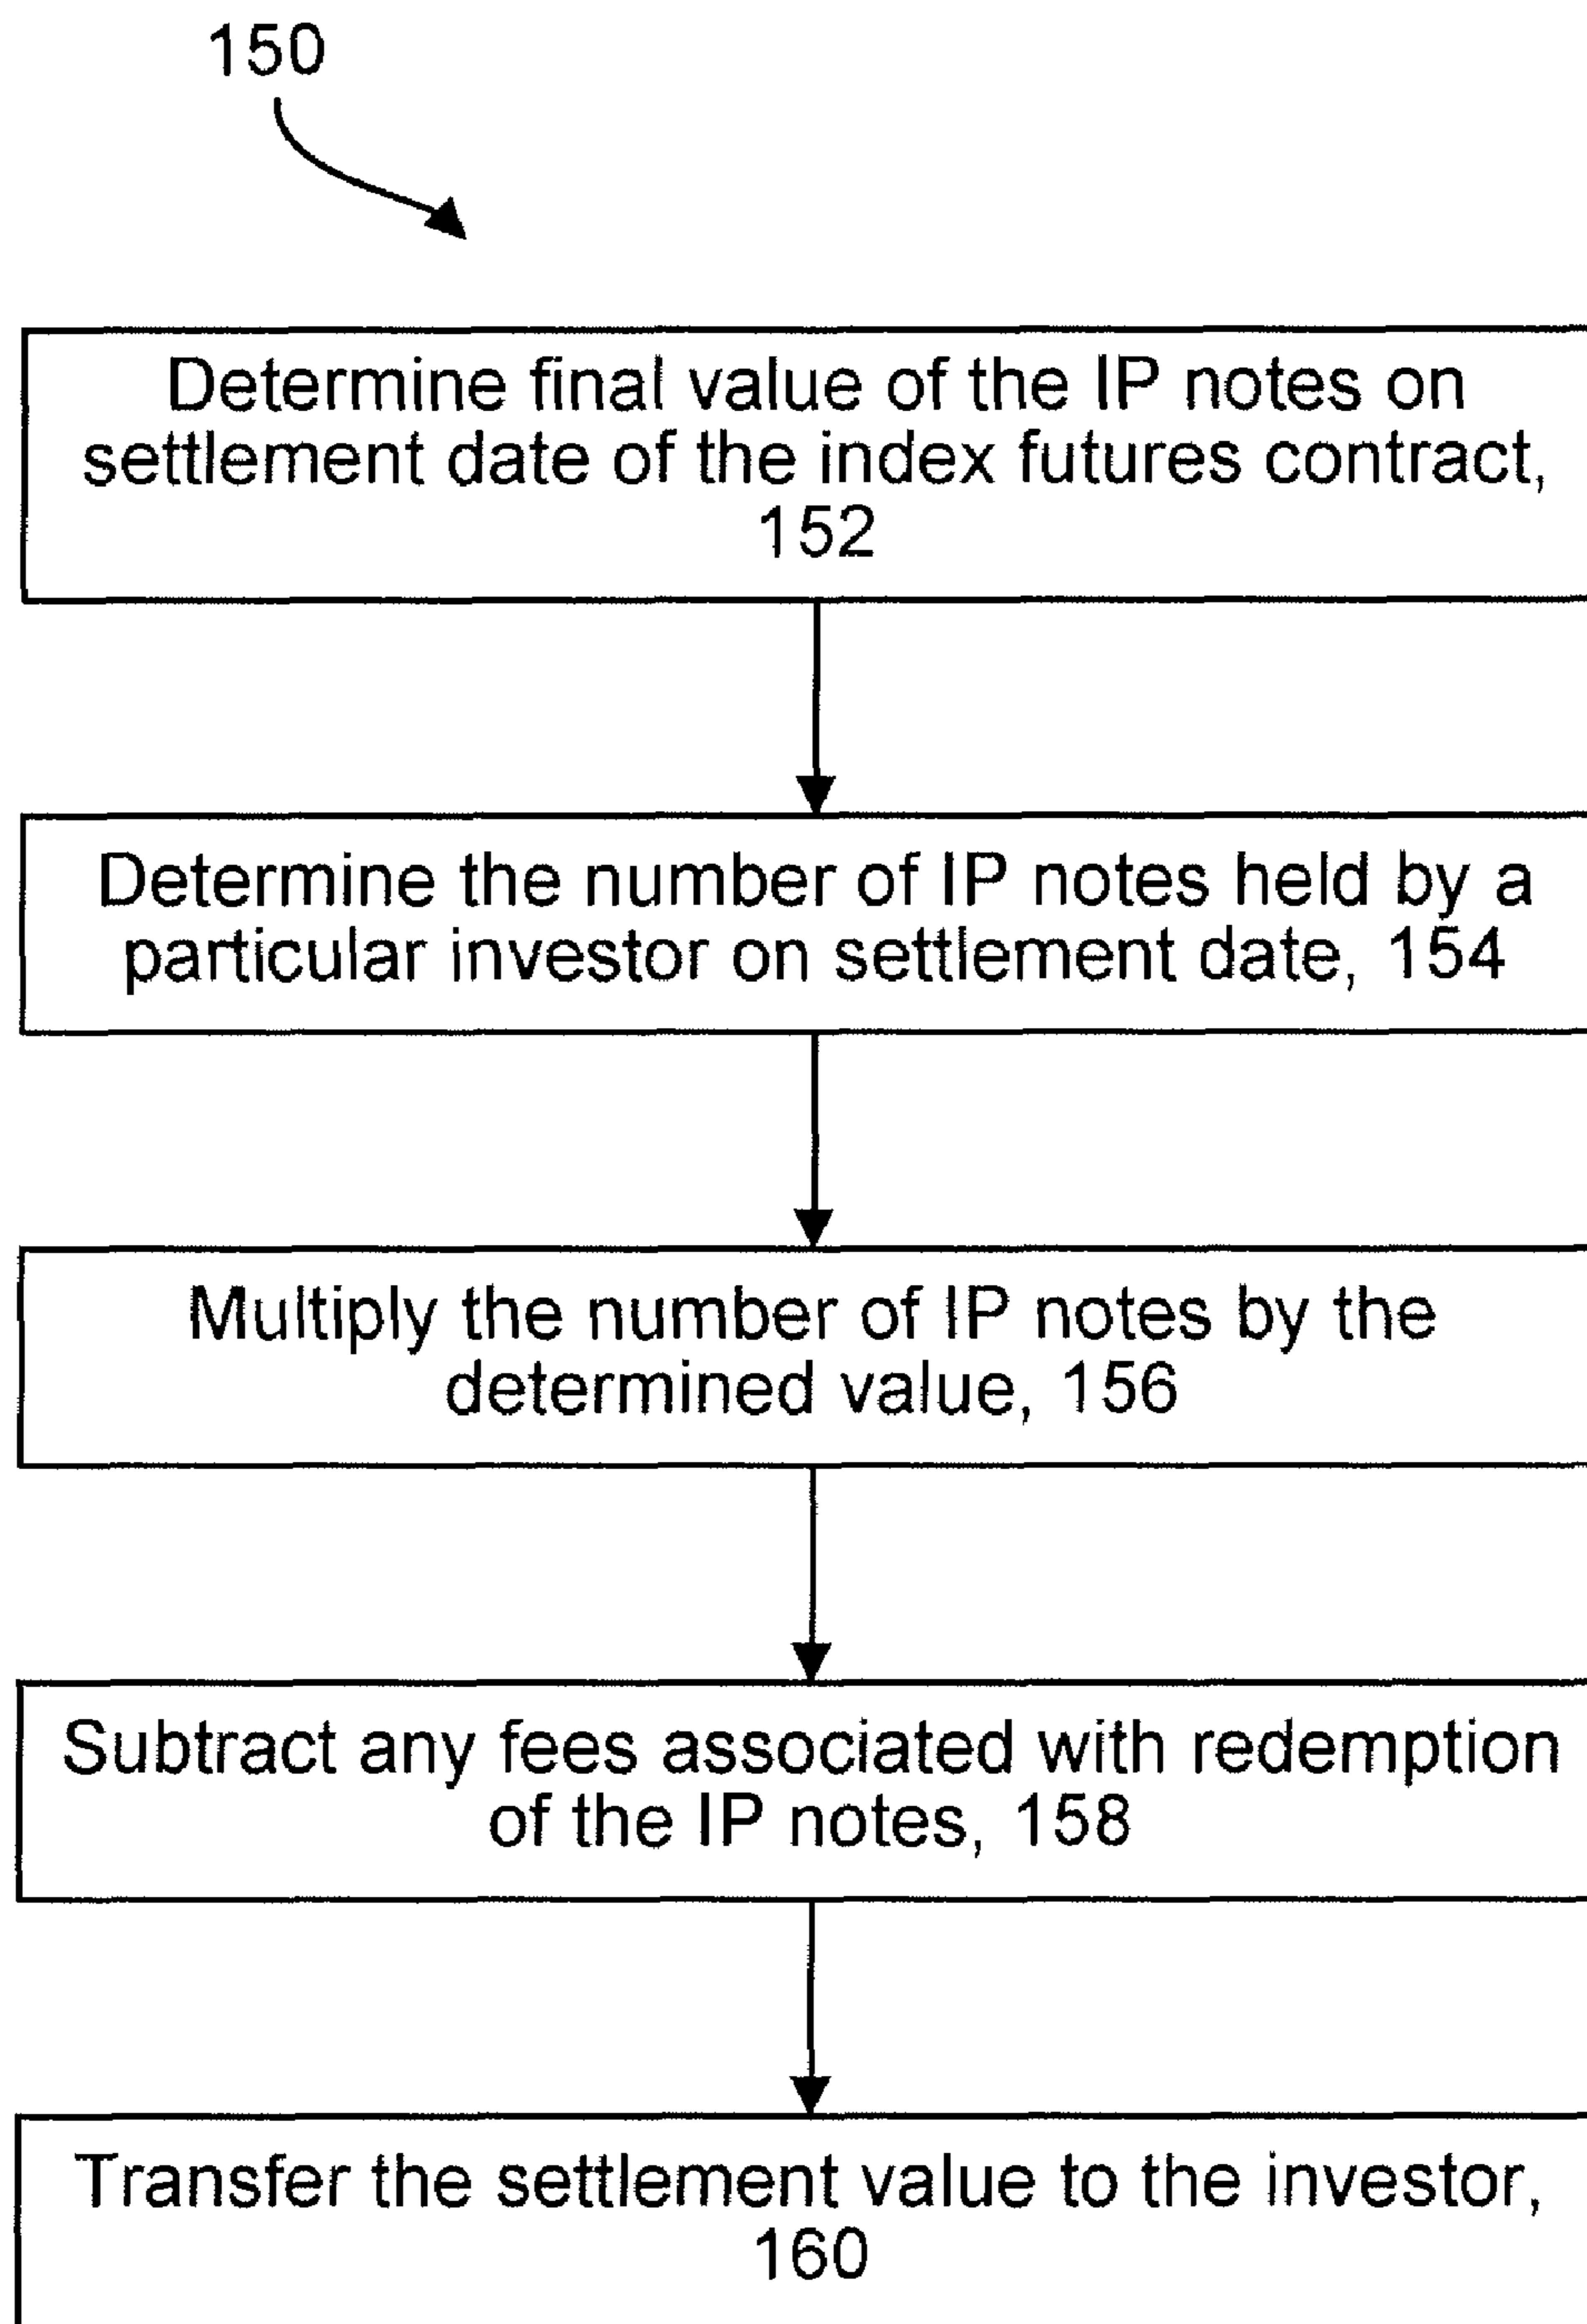 150
Determine final value of the IP notes on
settlement date of the index futures contract,
152
Determine the number of IP notes held by a
particular investor on settlement date, 154
Multiply the number of IP notes by the
determined value, 156
Subtract any fees associated with redemption
of the IP notes, 158
Transfer the settlement value to the investor,
160